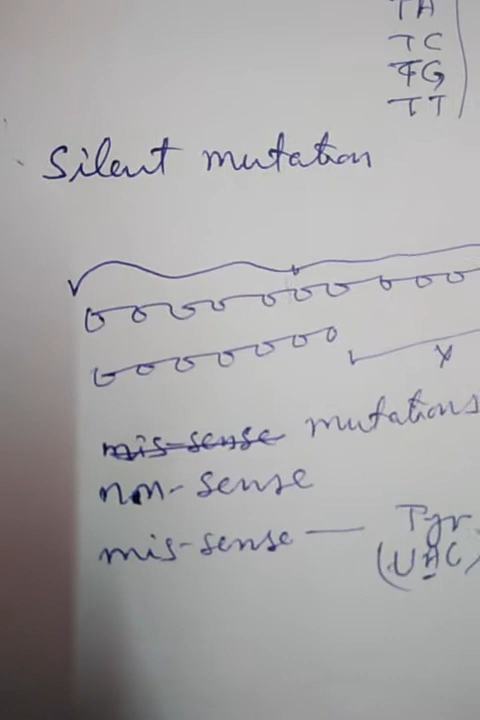 TA
TC
TG
TT
Silent mutation
x
mis-sense mutations
non-sense
mis-sense — Tyr
(UAC)